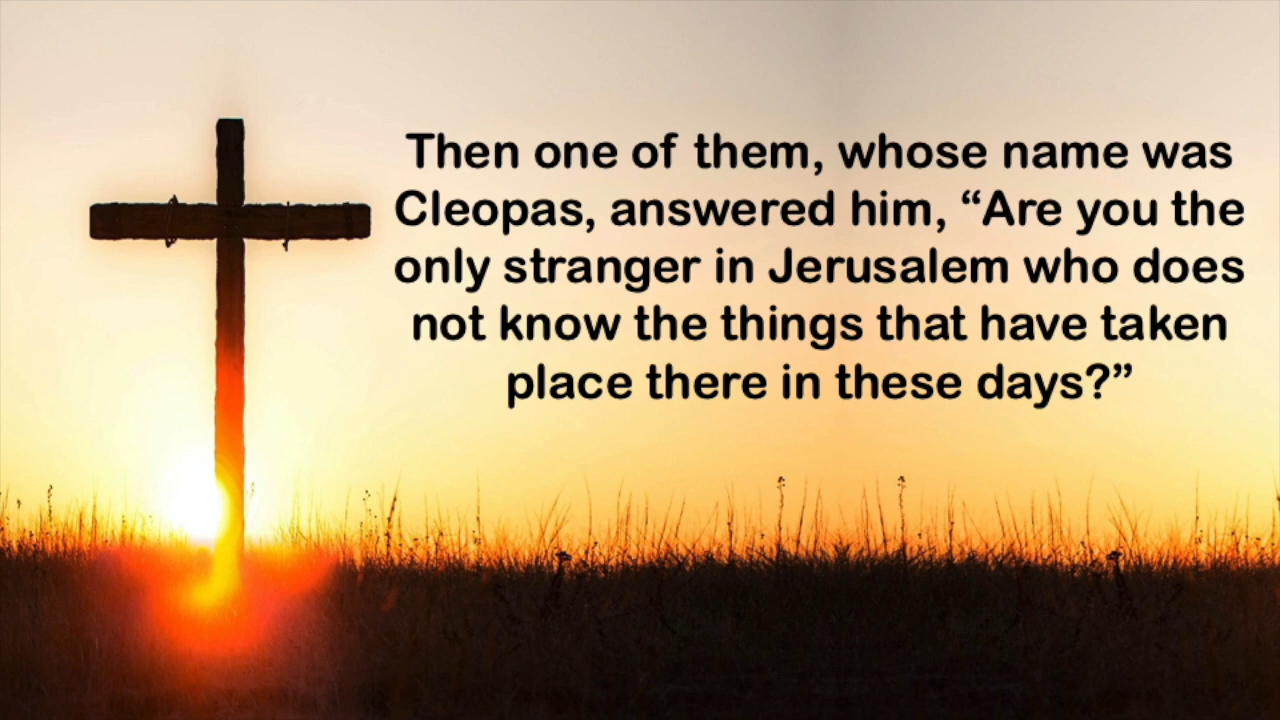 Then one of them, whose name was
Cleopas, answered him, “Are you the
only stranger in Jerusalem who does
not know the things that have taken
place there in these days?”